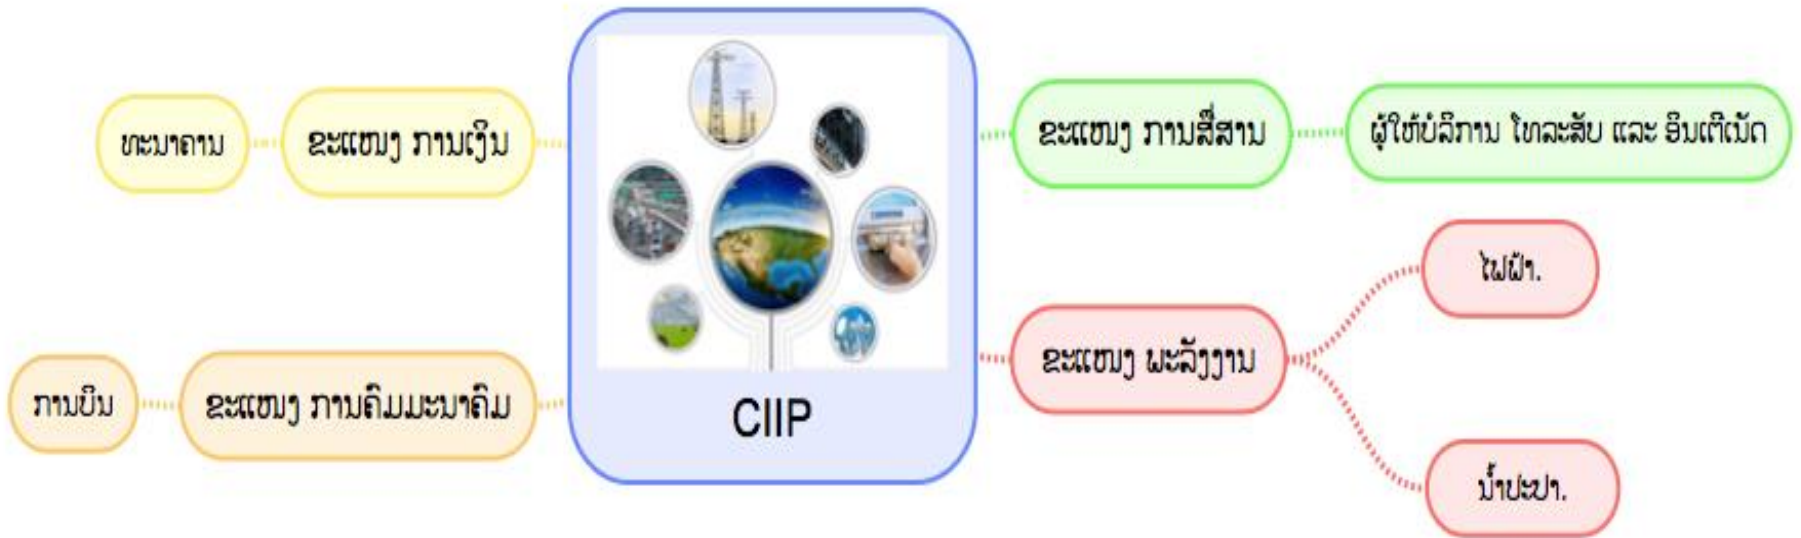 ທະນາຄານ
ຂະແໜງ ການເງິນ
ຂະແໜງ ການສື່ສານ
ຜູ້ໃຫ້ບໍລິການ ໂທລະສັບ ແລະ ອິນເຕີເນັດ
ໄຟຟ້າ.
ຂະແໜງ ພະລັງງານ
ນ້ຳປະປາ.
ການບິນ
ຂະແໜງ ການຄົມມະນາຄົມ
CIIP